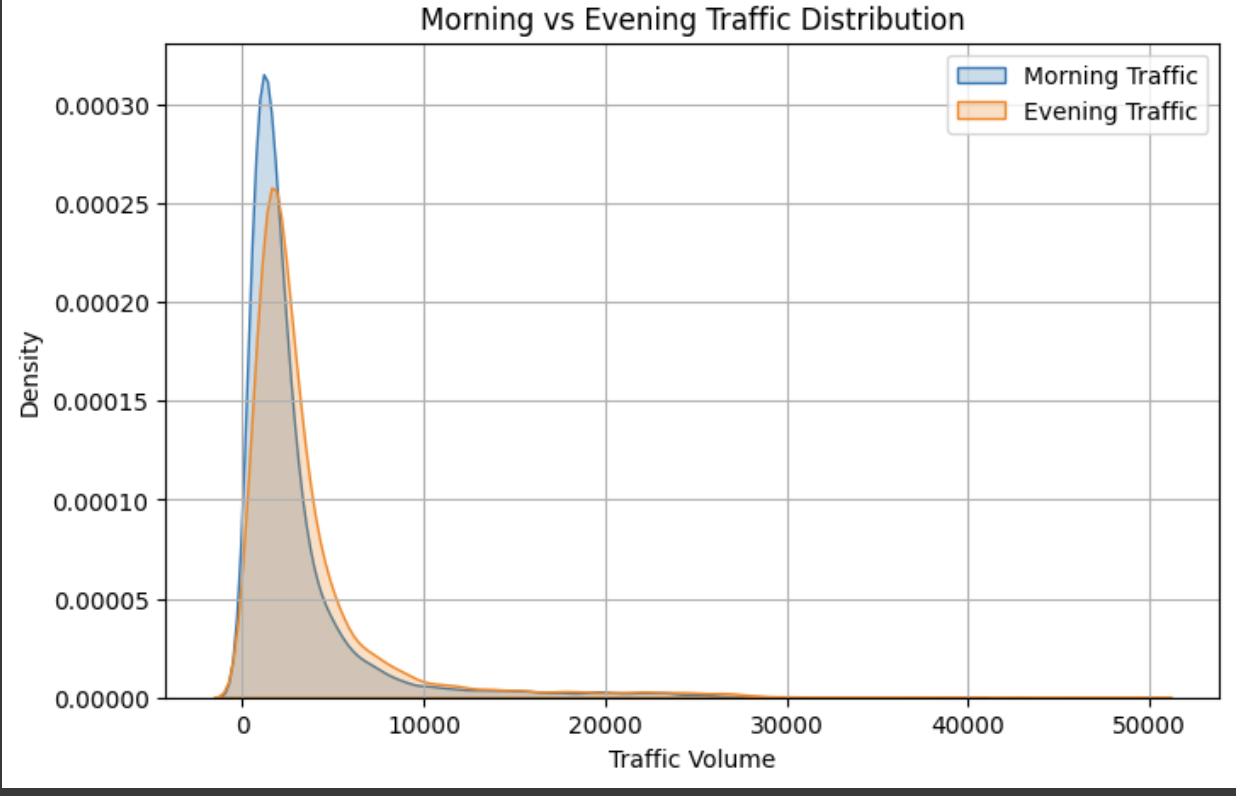 Morning vs Evening Traffic Distribution
Morning Traffic
Evening Traffic
0.00030
0.00025
0.00020
0.00015
0.00010
0.00005
0.00000
Density
0 10000 20000 30000 40000 50000
Traffic Volume